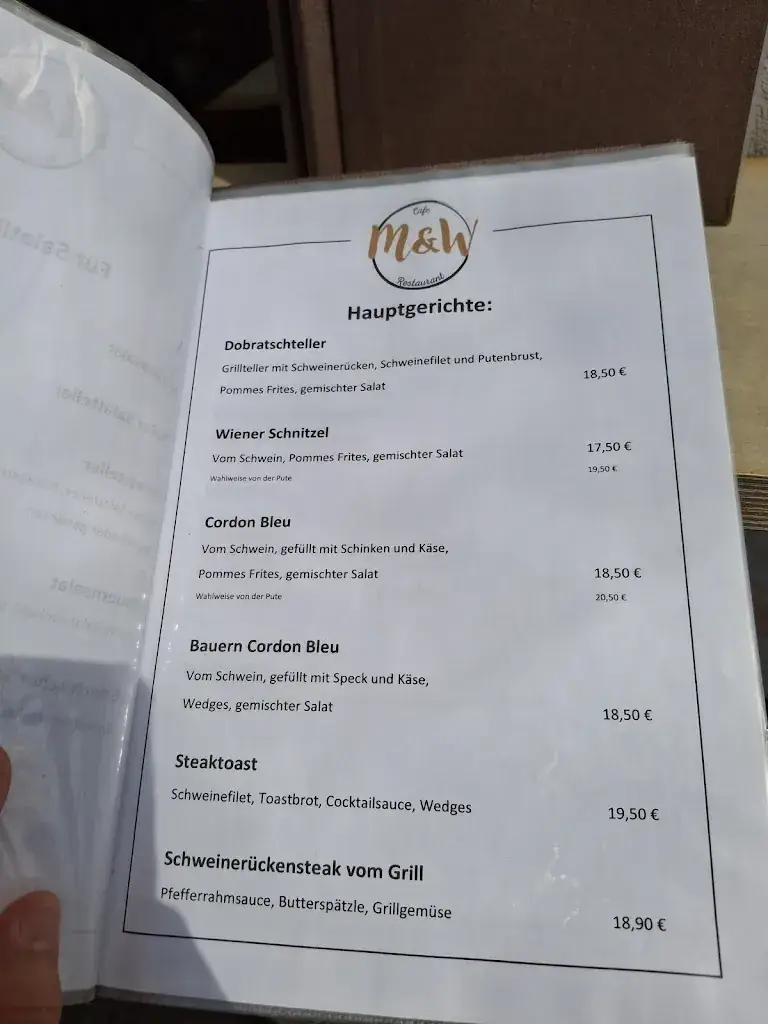 Cafe
M&W
Restaurant
Hauptgerichte:
Dobratschteller
Grillteller mit Schweinerücken, Schweinefilet und Putenbrust,
Pommes Frites, gemischter Salat 18,50 €
Wiener Schnitzel
Vom Schwein, Pommes Frites, gemischter Salat 17,50 €
Wahlweise von der Pute 19,50 €
Cordon Bleu
Vom Schwein, gefüllt mit Schinken und Käse,
Pommes Frites, gemischter Salat 18,50 €
Wahlweise von der Pute 20,50 €
Bauern Cordon Bleu
Vom Schwein, gefüllt mit Speck und Käse,
Wedges, gemischter Salat 18,50 €
Steaktoast
Schweinefilet, Toastbrot, Cocktailsauce, Wedges 19,50 €
Schweinerückensteak vom Grill
Pfefferrahmsauce, Butterspätzle, Grillgemüse 18,90 €